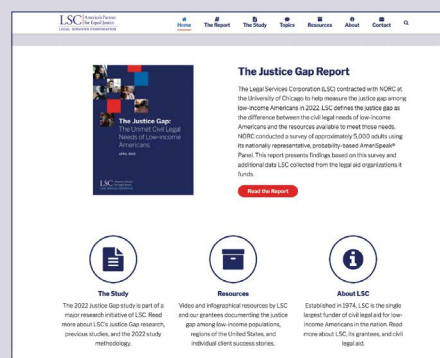 LSC
America's Partner
for Equal Justice
LEGAL SERVICES CORPORATION
Home
The Report
The Study
Topics
Resources
About
Contact
The Justice Gap:
The Unmet Civil Legal
Needs of Low-income
Americans
APRIL 2022
LSC
The Justice Gap Report
The Legal Services Corporation (LSC) contracted with NORC at
the University of Chicago to help measure the justice gap among
low-income Americans in 2022. LSC defines the justice gap as
the difference between the civil legal needs of low-income
Americans and the resources available to meet those needs.
NORC conducted a survey of approximately 5,000 adults using
its nationally representative, probability-based AmeriSpeak®
Panel. This report presents findings based on this survey and
additional data LSC collected from the legal aid organizations it
funds.
Read the Report
The Study
The 2022 Justice Gap study is part of a
major research initiative of LSC. Read
more about LSC's Justice Gap research,
previous studies, and the 2022 study
methodology.
Resources
Video and infographical resources by LSC
and our grantees documenting the justice
gap among low-income populations,
regions of the United States, and
individual client success stories.
About LSC
Established in 1974, LSC is the single
largest funder of civil legal aid for low-
income Americans in the nation. Read
more about LSC, its grantees, and civil
legal aid.